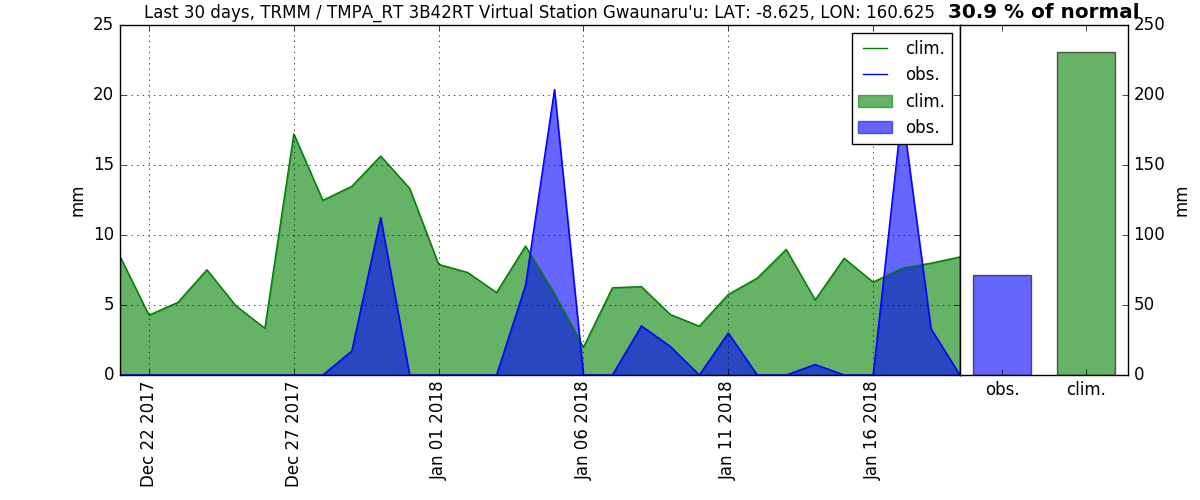 Last 30 days, TRMM / TMPA_RT 3B42RT Virtual Station Gwaunaru'u: LAT: -8.625, LON: 160.625
30.9 % of normal
25
20
15
10
5
0
mm
clim.
obs.
clim.
obs.
250
200
150
100
50
0
mm
Dec 22 2017
Dec 27 2017
Jan 01 2018
Jan 06 2018
Jan 11 2018
Jan 16 2018
obs.
clim.